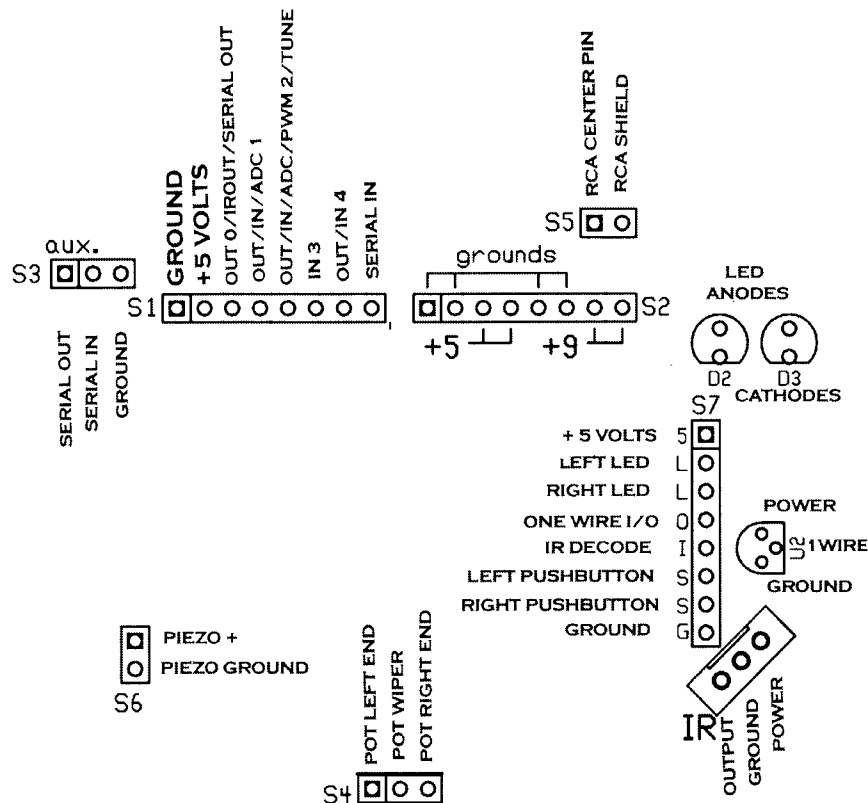 GROUND
+5 VOLTS
OUT 0/IROUT/SERIAL OUT
OUT/IN/ADC 1
OUT/IN/ADC/PWM 2/TUNE
IN 3
OUT/IN 4
SERIAL IN
RCA CENTER PIN
RCA SHIELD
S5
aux.
S3
S1
grounds
S2
+5
+9
SERIAL OUT
SERIAL IN
GROUND
LED
ANODES
D2
D3
CATHODES
S7
+ 5 VOLTS 5
LEFT LED L
RIGHT LED L
ONE WIRE I/O O
IR DECODE I
LEFT PUSHBUTTON S
RIGHT PUSHBUTTON S
GROUND G
POWER
U2
1 WIRE
GROUND
PIEZO +
PIEZO GROUND
S6
POT LEFT END
POT WIPER
POT RIGHT END
S4
IR
OUTPUT
GROUND
POWER